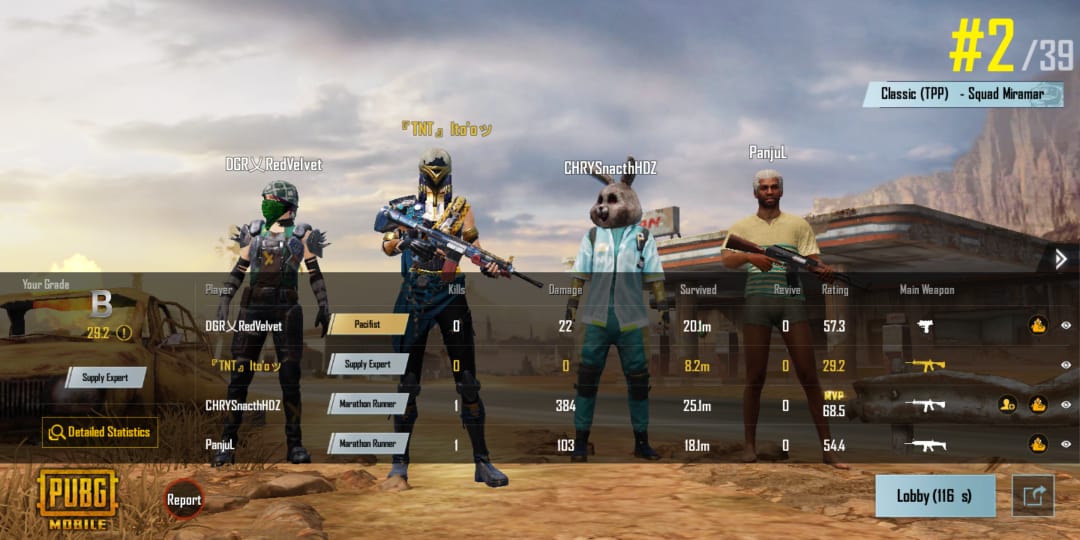 #2/39
Classic (TPP) - Squad Miramar
『TNT』 Ito'oツ
DGR乂RedVelvet
CHRYSnacthHDZ
PanjuL
Your Grade
B
29.2
Supply Expert
Detailed Statistics
Player Kills Damage Survived Revive Rating Main Weapon
DGR乂RedVelvet Pacifist 0 22 20.1m 0 57.3
『TNT』 Ito'oツ Supply Expert 0 0 8.2m 0 29.2
MVP
CHRYSnacthHDZ Marathon Runner 1 384 25.1m 0 68.5
PanjuL Marathon Runner 1 103 18.1m 0 54.4
PUBG
MOBILE
Report
Lobby (116 s)